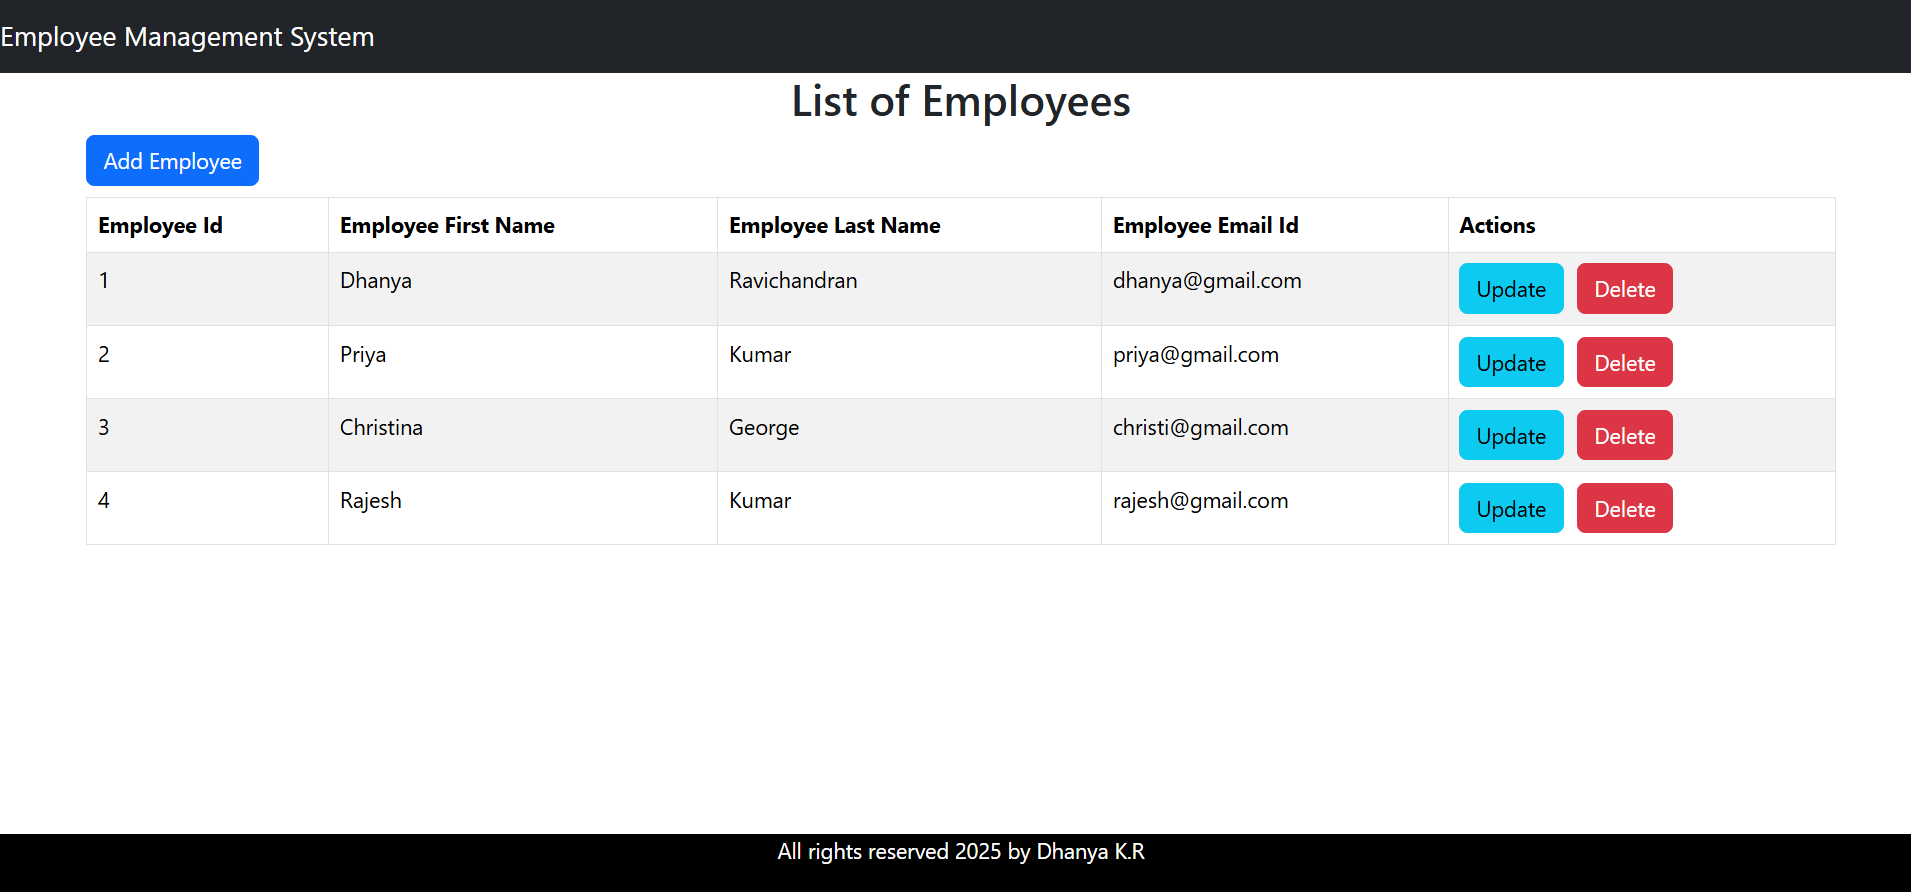 Employee Management System
List of Employees
Add Employee
Employee Id Employee First Name Employee Last Name Employee Email Id Actions
1 Dhanya Ravichandran dhanya@gmail.com Update Delete
2 Priya Kumar priya@gmail.com Update Delete
3 Christina George christi@gmail.com Update Delete
4 Rajesh Kumar rajesh@gmail.com Update Delete
All rights reserved 2025 by Dhanya K.R